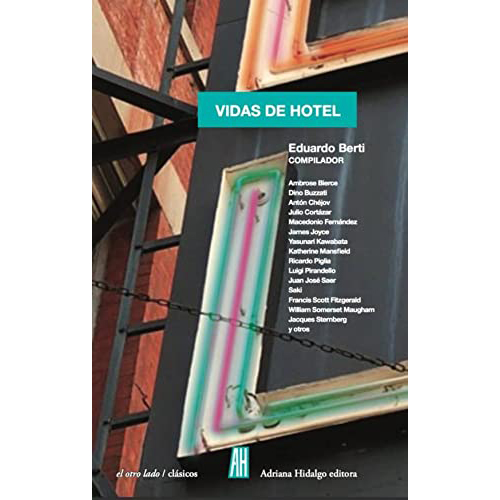 VIDAS DE HOTEL
Eduardo Berti
COMPILADOR
Ambrose Bierce
Dino Buzzati
Antón Chéjov
Julio Cortázar
Macedonio Fernández
James Joyce
Yasunari Kawabata
Katherine Mansfield
Ricardo Piglia
Luigi Pirandello
Juan José Saer
Saki
Francis Scott Fitzgerald
William Somerset Maugham
Jacques Sternberg
y otros
el otro lado / clásicos
AH
Adriana Hidalgo editora